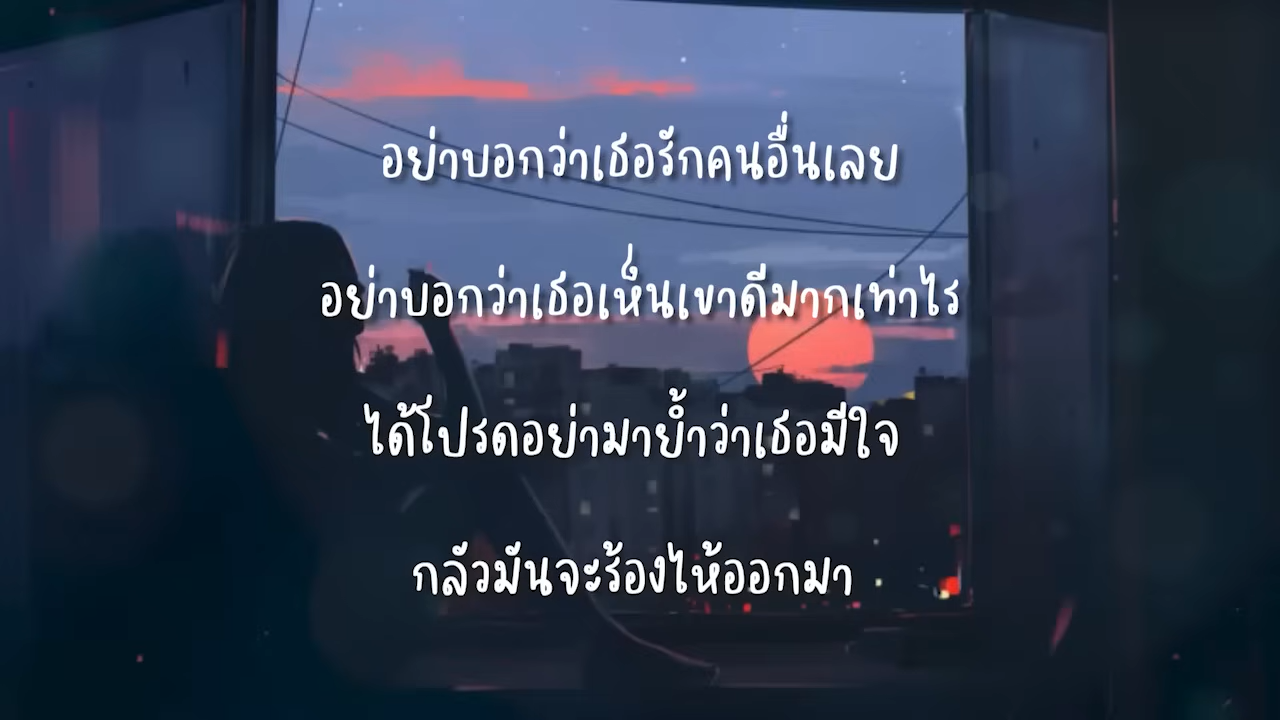 อย่าบอกว่าเธอรักคนอื่นเลย
อย่าบอกว่าเธอเห็นเขาดีมากเท่าไร
ได้โปรดอย่ามาย้ำว่าเธอมีใจ
กลัวมันจะร้องไห้ออกมา